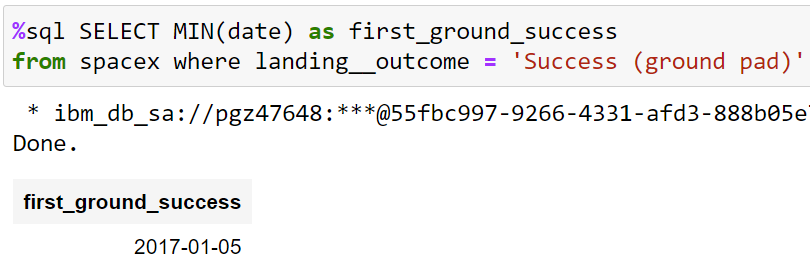 %sql SELECT MIN(date) as first_ground_success
from spacex where landing__outcome = 'Success (ground pad)'
* ibm_db_sa://pgz47648:***@55fbc997-9266-4331-afd3-888b05e
Done.
first_ground_success
2017-01-05